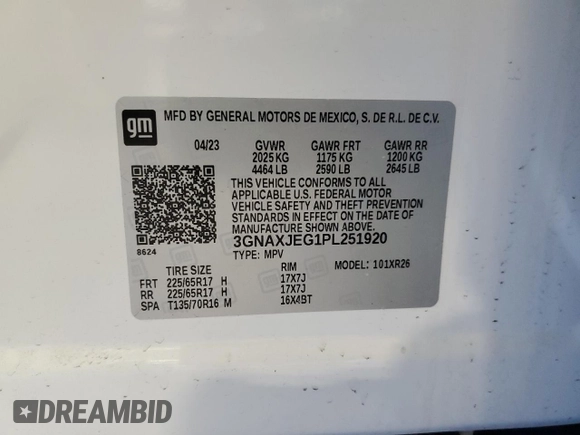 gm
MFD BY GENERAL MOTORS DE MEXICO, S. DE R.L. DE C.V.
04/23 GVWR GAWR FRT GAWR RR
2025 KG 1175 KG 1200 KG
4464 LB 2590 LB 2645 LB
THIS VEHICLE CONFORMS TO ALL
APPLICABLE U.S. FEDERAL MOTOR
VEHICLE SAFETY AND THEFT
PREVENTION STANDARDS IN EFFECT ON
THE DATE OF MANUFACTURE SHOWN ABOVE.
3GNAXJEG1PL251920
8624
TYPE: MPV
TIRE SIZE RIM MODEL: 101XR26
FRT 225/65R17 H 17X7J
RR 225/65R17 H 17X7J
SPA T135/70R16 M 16X4BT
DREAMBID